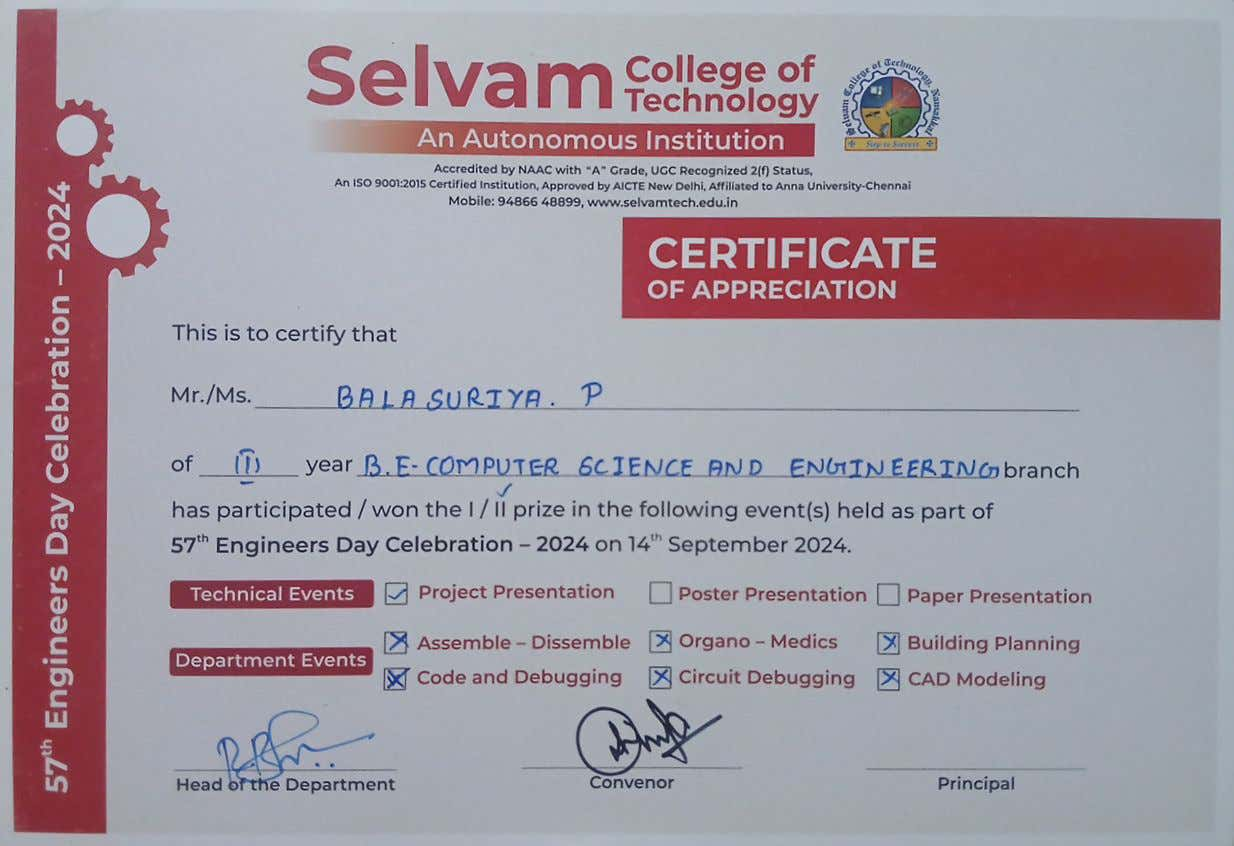 Selvam College of Technology
An Autonomous Institution
Accredited by NAAC with "A" Grade, UGC Recognized 2(f) Status,
An ISO 9001:2015 Certified Institution, Approved by AICTE New Delhi, Affiliated to Anna University-Chennai
Mobile: 94866 48899, www.selvamtech.edu.in
Selvam College of Technology, Namakkal
Step to Success
57th Engineers Day Celebration – 2024
CERTIFICATE
OF APPRECIATION
This is to certify that
Mr./Ms. BALASURIYA. P
of year B.E- COMPUTER SCIENCE AND ENGINEERING branch
has participated / won the I / II prize in the following event(s) held as part of
57th Engineers Day Celebration – 2024 on 14th September 2024.
Technical Events Project Presentation Poster Presentation Paper Presentation
Department Events
Assemble – Dissemble Organo – Medics Building Planning
Code and Debugging Circuit Debugging CAD Modeling
Head of the Department Convenor Principal